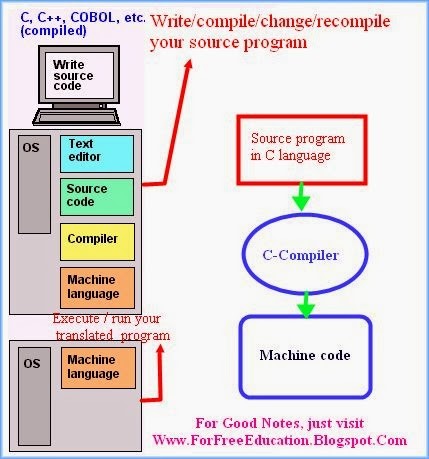 C, C++, COBOL, etc.
(compiled)
Write/compile/change/recompile
your source program
Write
source
code
OS
Text
editor
Source
code
Compiler
Machine
language
Execute / run your
translated program
OS
Machine
language
Source program
in C language
C-Compiler
Machine code
For Good Notes, just visit
Www.ForFreeEducation.Blogspot.Com